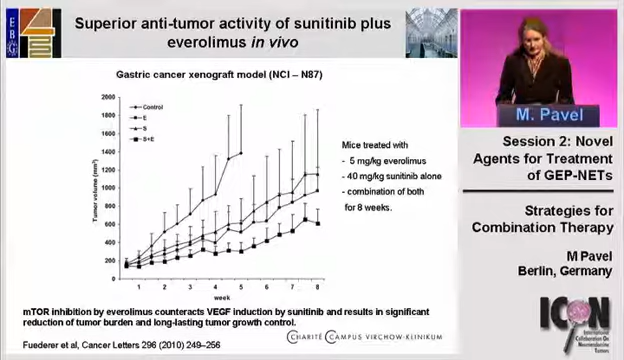 EBG
Superior anti-tumor activity of sunitinib plus
everolimus in vivo
Gastric cancer xenograft model (NCI – N87)
Tumor volume (mm³)
2000
1800
1600
1400
1200
1000
800
600
400
200
0
Control
E
S
S+E
1 2 3 4 5 6 7 8
week
Mice treated with
- 5 mg/kg everolimus
- 40 mg/kg sunitinib alone
- combination of both
for 8 weeks.
mTOR inhibition by everolimus counteracts VEGF induction by sunitinib and results in significant
reduction of tumor burden and long-lasting tumor growth control.
CHARITÉ CAMPUS VIRCHOW-KLINIKUM
Fuederer et al, Cancer Letters 296 (2010) 249–256
M. Pavel
Session 2: Novel
Agents for Treatment
of GEP-NETs
Strategies for
Combination Therapy
M Pavel
Berlin, Germany
ICON
International
Collaboration On
Neuroendocrine
Tumors